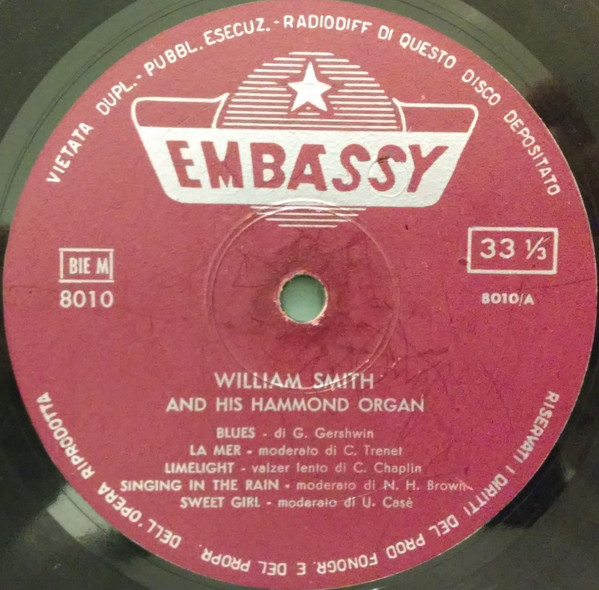 VIETATA DUPL.- PUBBL. ESECUZ. - RADIODIFF DI QUESTO DISCO DEPOSITATO
EMBASSY
BIE M
8010
33 ⅓
8010/A
WILLIAM SMITH
AND HIS HAMMOND ORGAN
BLUES - di G. Gershwin
LA MER - moderato di C. Trenet
LIMELIGHT - valzer lento di C. Chaplin
SINGING IN THE RAIN - moderato di N. H. Brown
SWEET GIRL - moderato di U. Casè
RISERVATI I DIRITTI DEL PROD FONOGR. E DEL PROPR. DELL'OPERA RIPRODOTTA